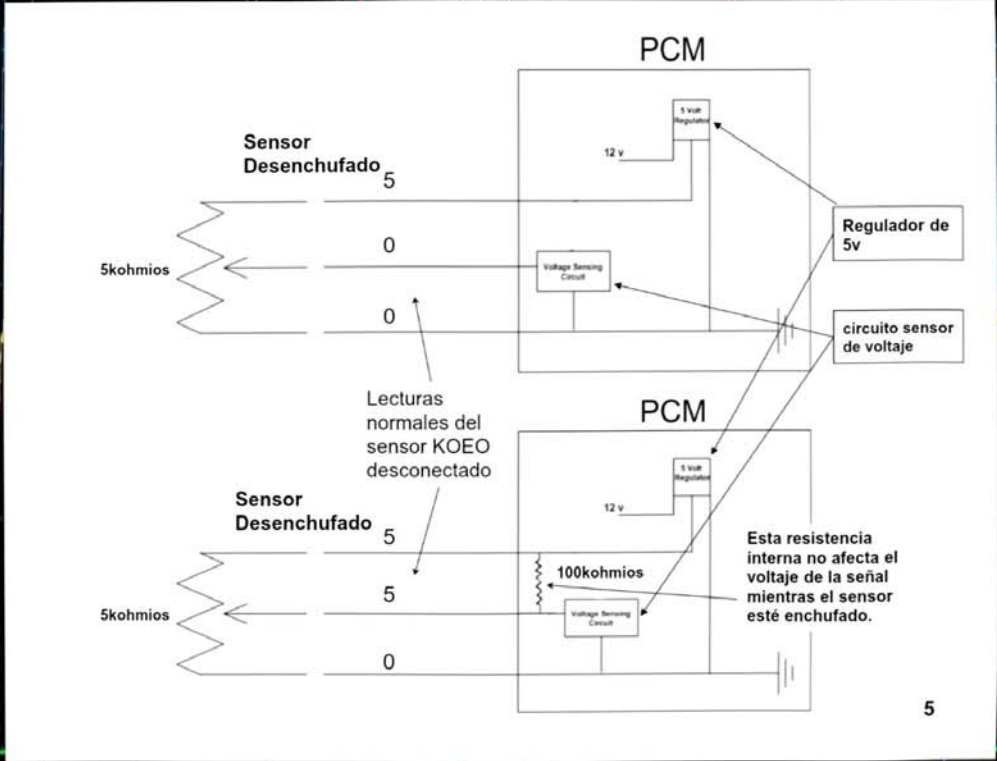 PCM
5 Volt
Regulator
12 v
Sensor
Desenchufado
5
0
0
5kohmios
Voltage Sensing
Circuit
Regulador de
5v
circuito sensor
de voltaje
Lecturas
normales del
sensor KOEO
desconectado
PCM
5 Volt
Regulator
12 v
Sensor
Desenchufado
5
5
0
5kohmios
100kohmios
Voltage Sensing
Circuit
Esta resistencia
interna no afecta el
voltaje de la señal
mientras el sensor
esté enchufado.
5